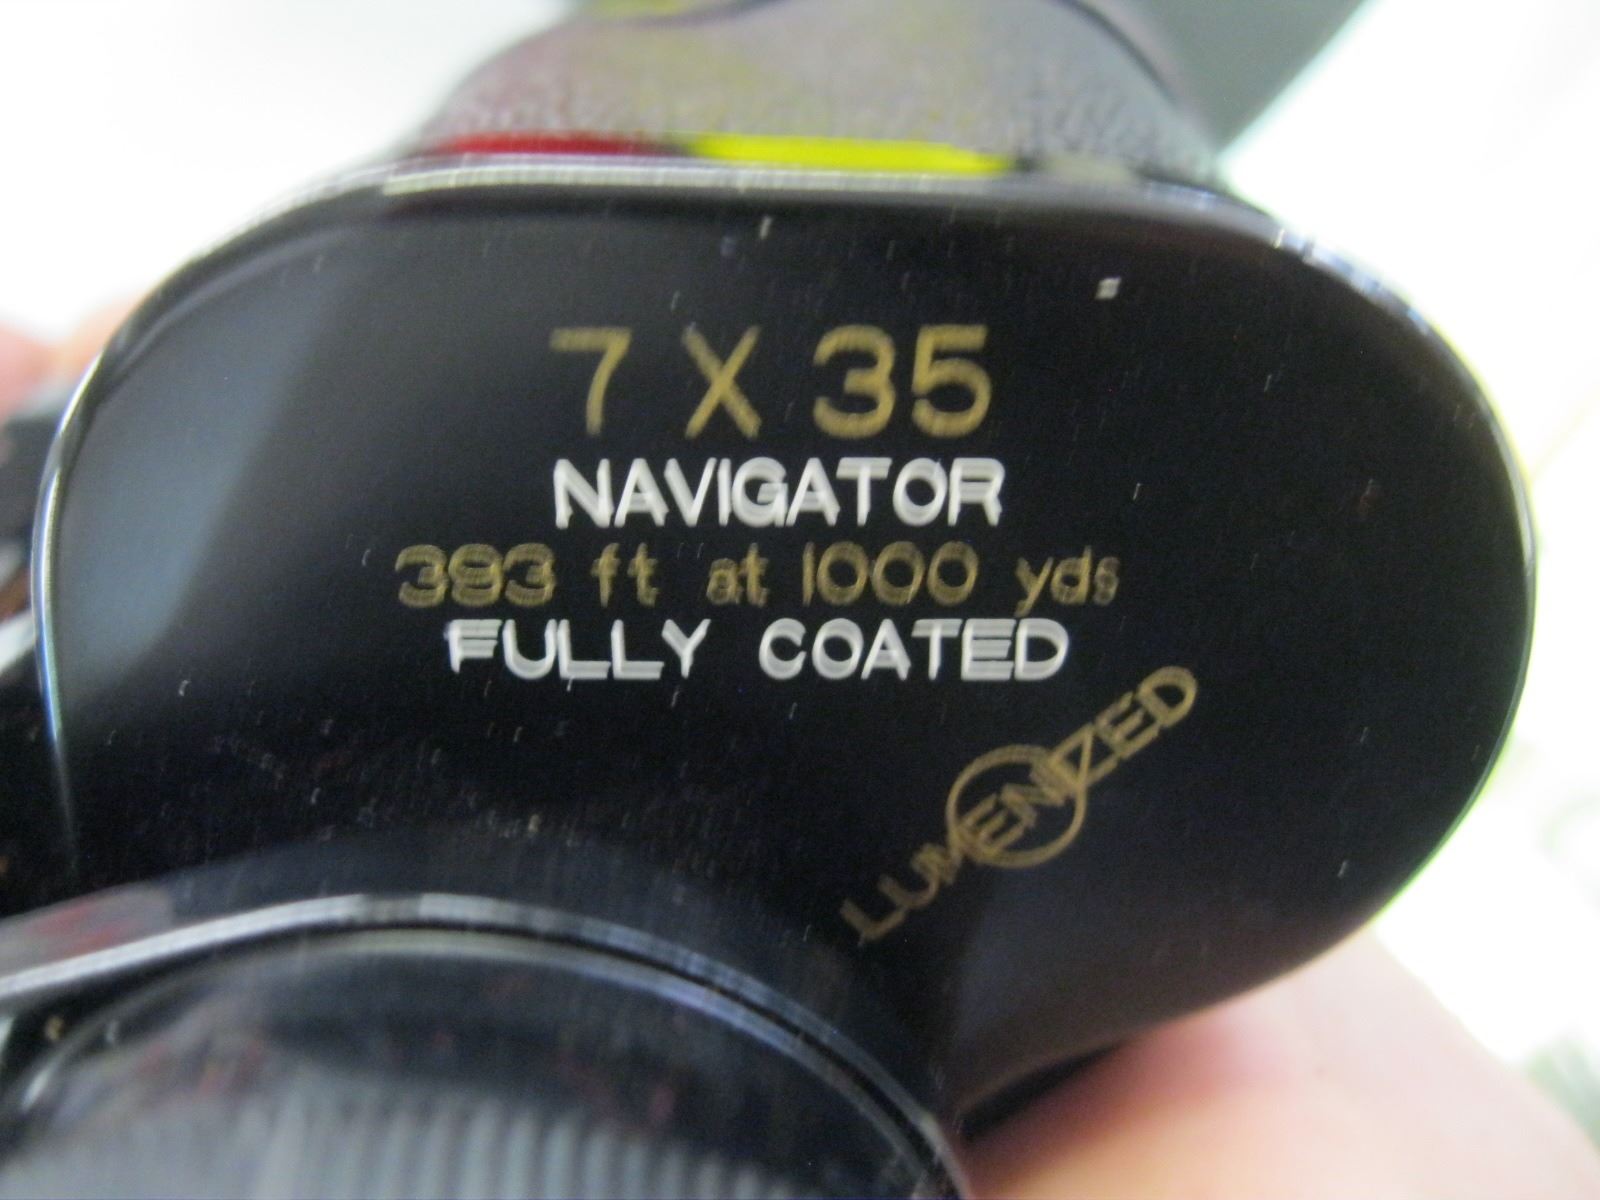 7 X 35
NAVIGATOR
393 ft at 1000 yds
FULLY COATED
LUMENIZED